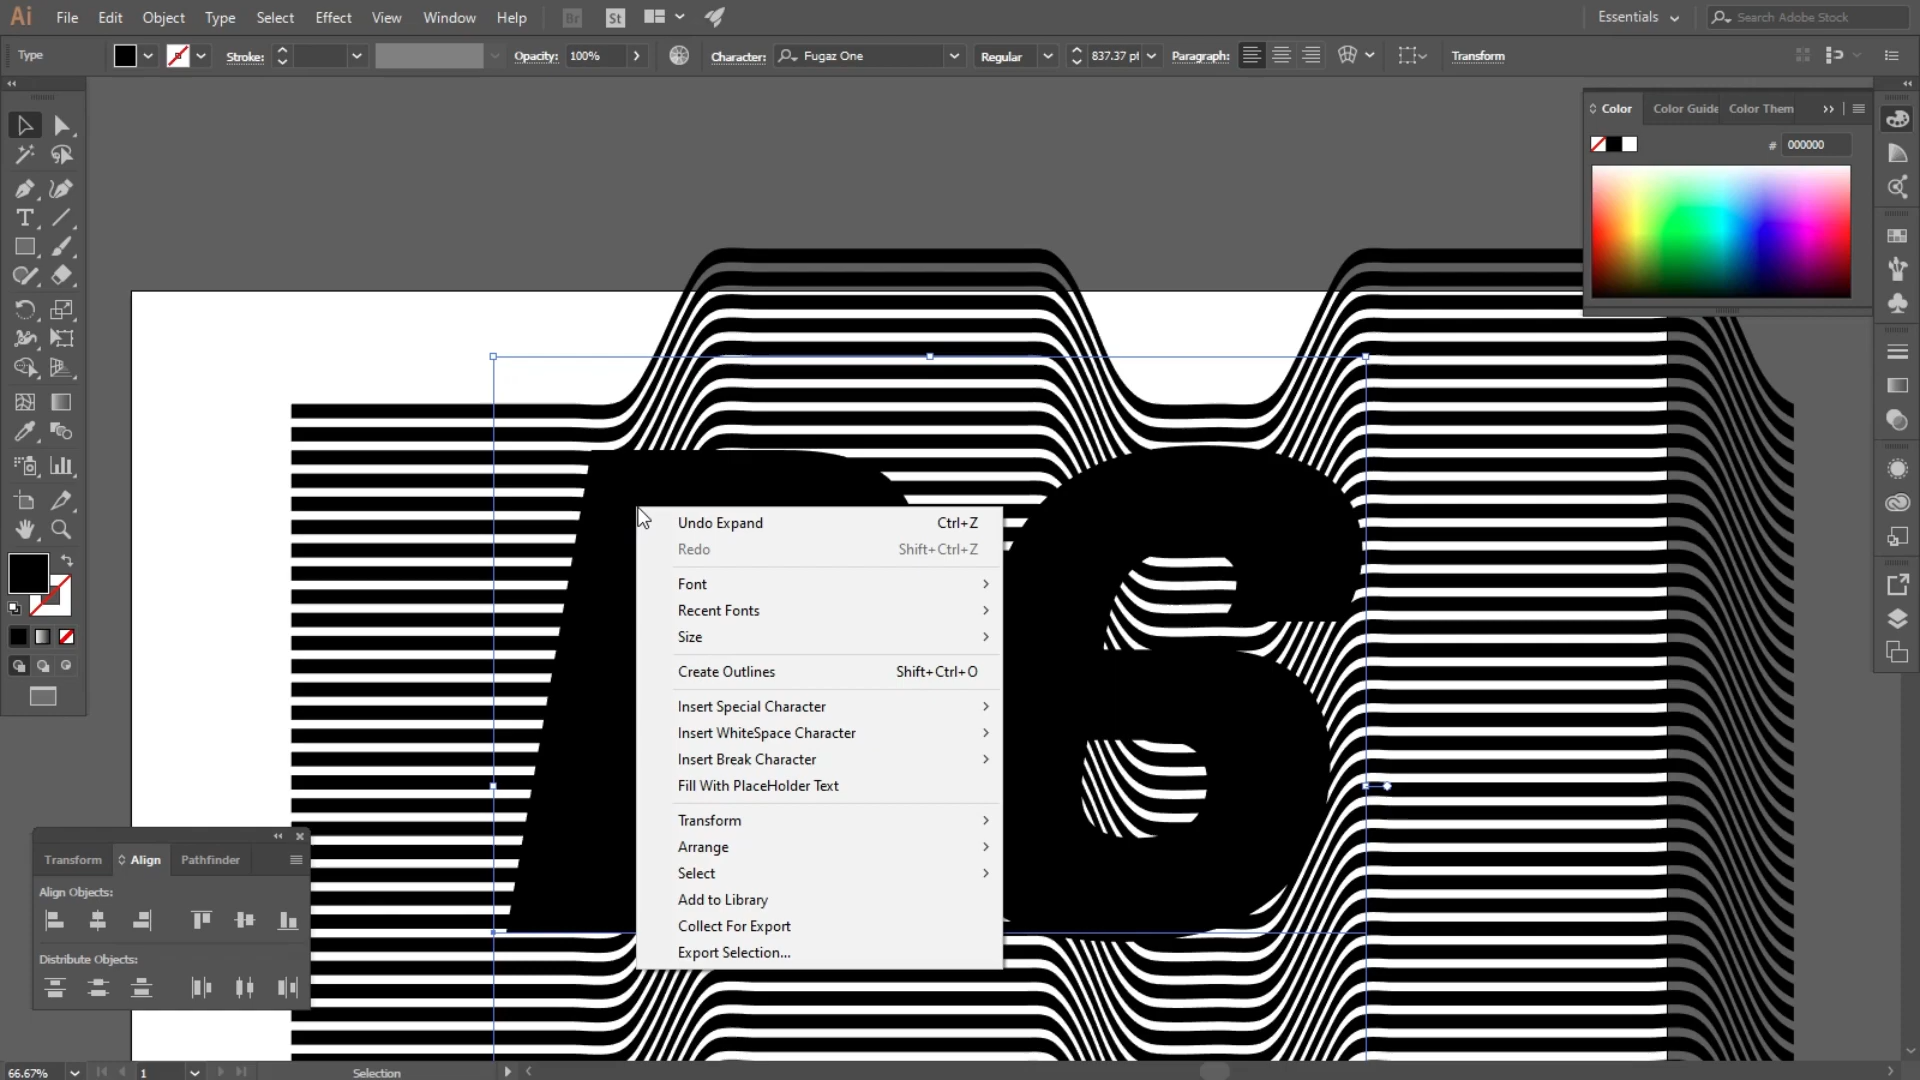 Ai File Edit Object Type Select Effect View Window Help Br St Essentials Search Adobe Stock
Type Stroke: Opacity: 100% Character: Fugaz One Regular 837.37 pt Paragraph: Transform
Color Color Guide Color Them
# 000000
Undo Expand Ctrl+Z
Redo Shift+Ctrl+Z
Font
Recent Fonts
Size
Create Outlines Shift+Ctrl+O
Insert Special Character
Insert WhiteSpace Character
Insert Break Character
Fill With PlaceHolder Text
Transform
Arrange
Select
Add to Library
Collect For Export
Export Selection...
Transform Align Pathfinder
Align Objects:
Distribute Objects:
66.67% 1 Selection